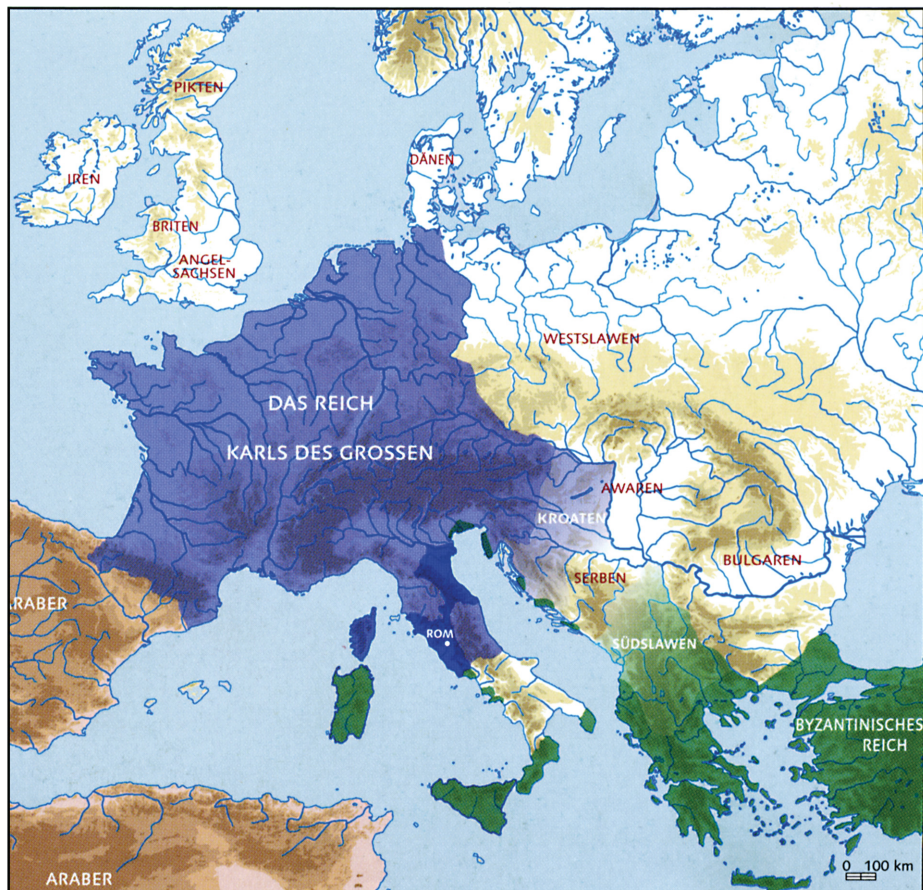 PIKTEN
DÄNEN
IREN
BRITEN
ANGEL-
SACHSEN
WESTSLAWEN
DAS REICH
KARLS DES GROSSEN
AWAREN
KROATEN
BULGAREN
SERBEN
ARABER
ROM
SÜDSLAWEN
BYZANTINISCHES
REICH
ARABER
0 100 km